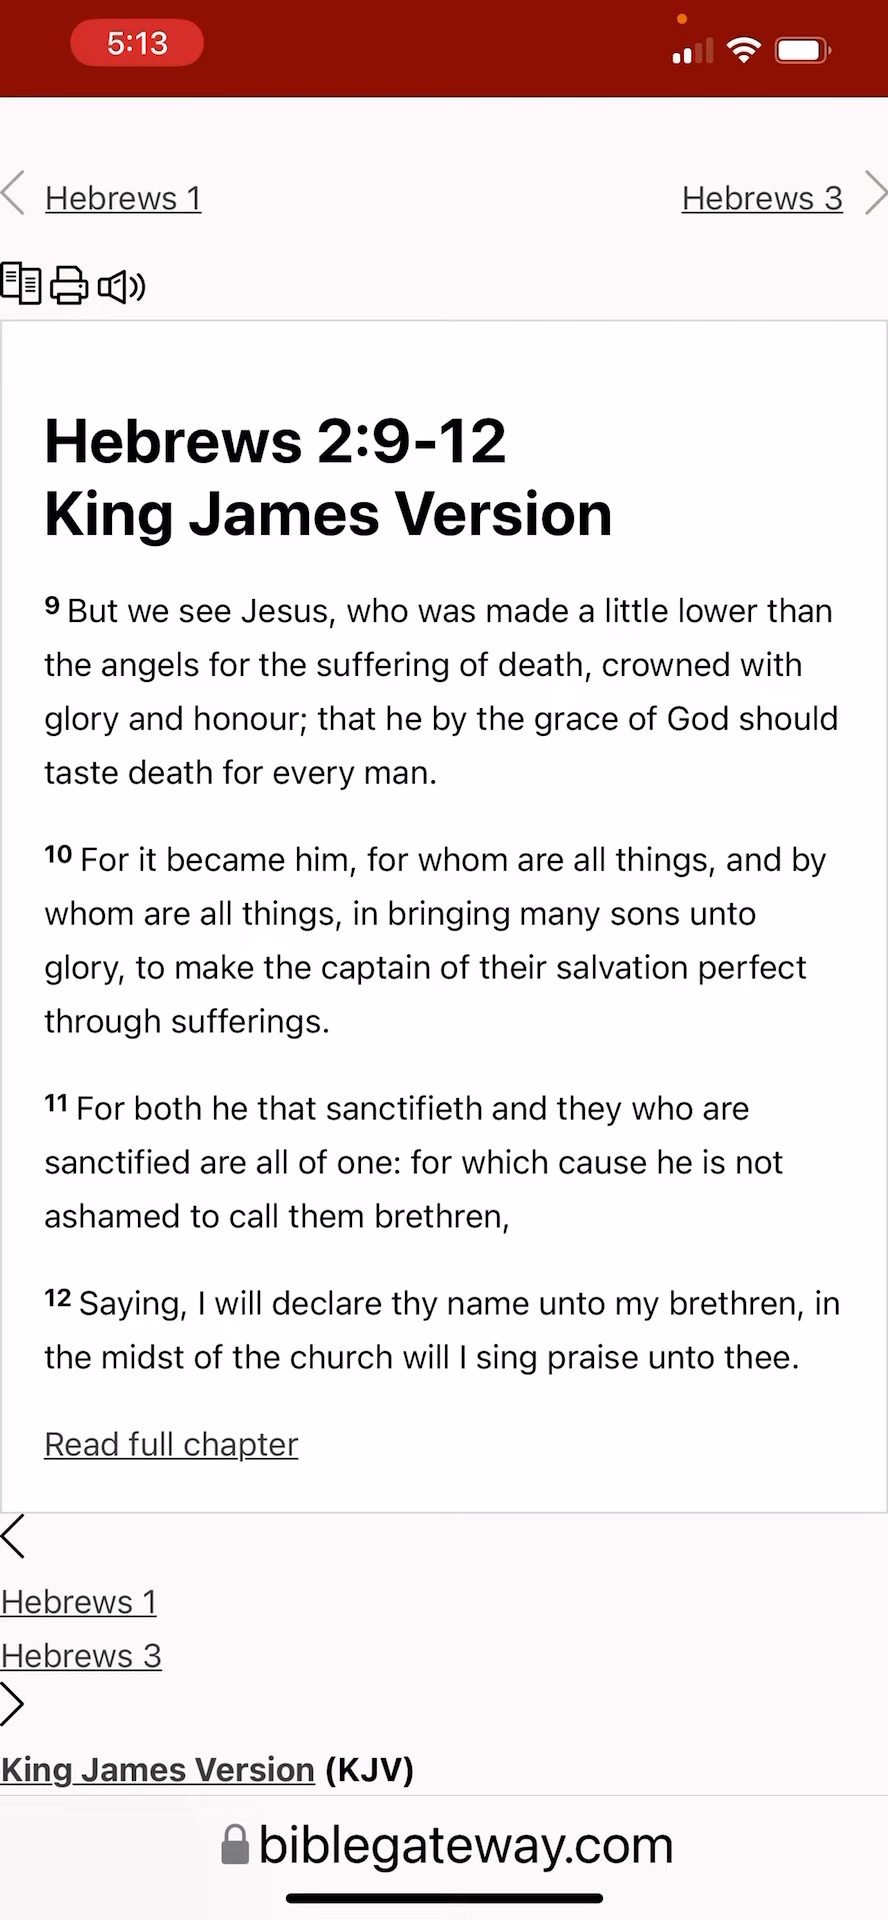 5:13
Hebrews 1
Hebrews 3
Hebrews 2:9-12
King James Version
9 But we see Jesus, who was made a little lower than
the angels for the suffering of death, crowned with
glory and honour; that he by the grace of God should
taste death for every man.
10 For it became him, for whom are all things, and by
whom are all things, in bringing many sons unto
glory, to make the captain of their salvation perfect
through sufferings.
11 For both he that sanctifieth and they who are
sanctified are all of one: for which cause he is not
ashamed to call them brethren,
12 Saying, I will declare thy name unto my brethren, in
the midst of the church will I sing praise unto thee.
Read full chapter
Hebrews 1
Hebrews 3
King James Version (KJV)
biblegateway.com